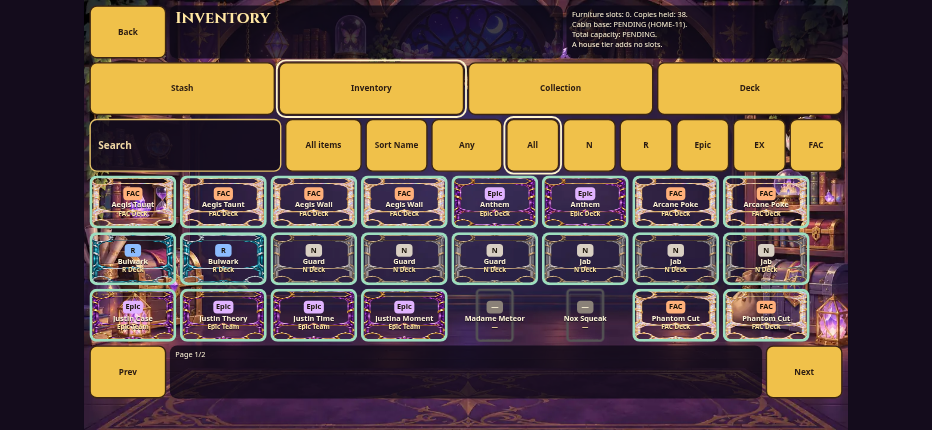 Back
INVENTORY
Furniture slots: 0. Copies held: 38.
Cabin base: PENDING (HOME-11).
Total capacity: PENDING.
A house tier adds no slots.
Stash
Inventory
Collection
Deck
Search
All items
Sort Name
Any
All
N
R
Epic
EX
FAC
FAC
Aegis Taunt
FAC Deck
FAC
Aegis Taunt
FAC Deck
FAC
Aegis Wall
FAC Deck
FAC
Aegis Wall
FAC Deck
Epic
Anthem
Epic Deck
Epic
Anthem
Epic Deck
FAC
Arcane Poke
FAC Deck
FAC
Arcane Poke
FAC Deck
R
Bulwark
R Deck
R
Bulwark
R Deck
N
Guard
N Deck
N
Guard
N Deck
N
Guard
N Deck
N
Jab
N Deck
N
Jab
N Deck
N
Jab
N Deck
Epic
Justin Case
Epic Team
Epic
Justin Theory
Epic Team
Epic
Justin Time
Epic Team
Epic
Justina Moment
Epic Team
—
Madame Meteor
—
—
Nox Squeak
—
FAC
Phantom Cut
FAC Deck
FAC
Phantom Cut
FAC Deck
Prev
Page 1/2
Next